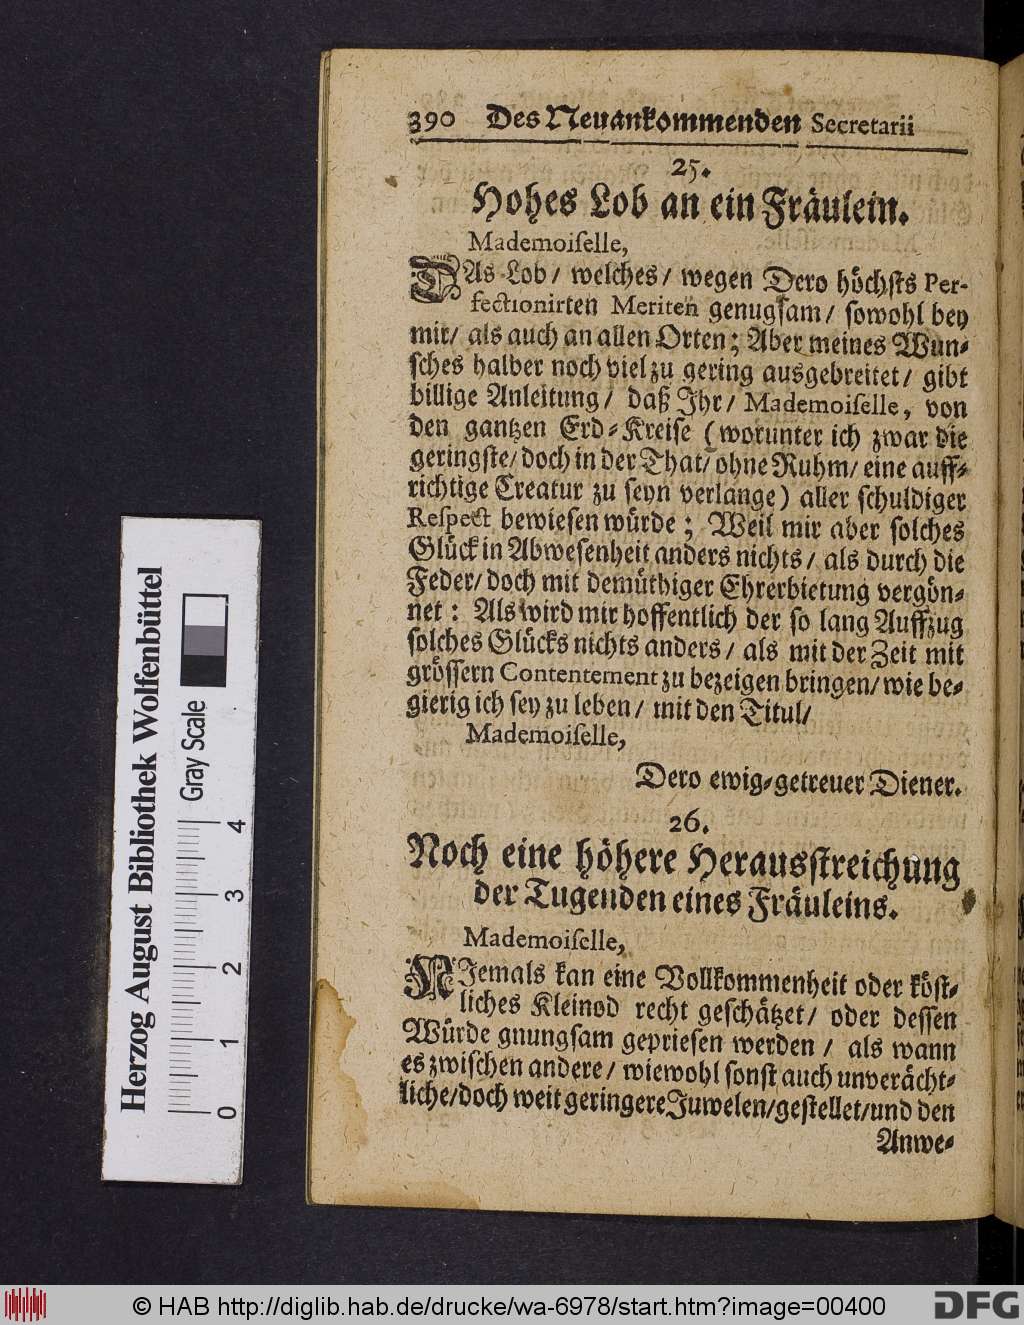 390 Des Neuankommenden Secretarii
25.
Hohes Lob an ein Fräulein.
Mademoiselle,
DAs Lob/ welches/ wegen Dero höchsts Per-
fectionirten Meriten genugsam/ sowohl bey
mir/ als auch an allen Orten; Aber meines Wun-
sches halber noch viel zu gering ausgebreitet/ gibt
billige Anleitung/ daß Ihr/ Mademoiselle, von
den gantzen Erd-Kreise (worunter ich zwar die
geringste/ doch in der That/ ohne Ruhm/ eine auff-
richtige Creatur zu seyn verlange) aller schuldiger
Respect bewiesen würde; Weil mir aber solches
Glück in Abwesenheit anders nichts/ als durch die
Feder/ doch mit demüthiger Ehrerbietung vergön-
net: Als wird mir hoffentlich der so lang Auffzug
solches Glücks nichts anders/ als mit der Zeit mit
grössern Contentement zu bezeigen bringen/ wie be-
gierig ich sey zu leben/ mit den Titul/
Mademoiselle,
Dero ewig-getreuer Diener.
26.
Noch eine höhere Herausstreichung
der Tugenden eines Fräuleins.
Mademoiselle,
NIemals kan eine Vollkommenheit oder köst-
liches Kleinod recht geschätzet/ oder dessen
Würde gnungsam gepriesen werden/ als wann
es zwischen andere/ wiewohl sonst auch unverächt-
liche/ doch weit geringere Juwelen/ gestellet/ und den
Anwe-
Herzog August Bibliothek Wolfenbüttel
Gray Scale
0 1 2 3 4
© HAB http://diglib.hab.de/drucke/wa-6978/start.htm?image=00400
DFG